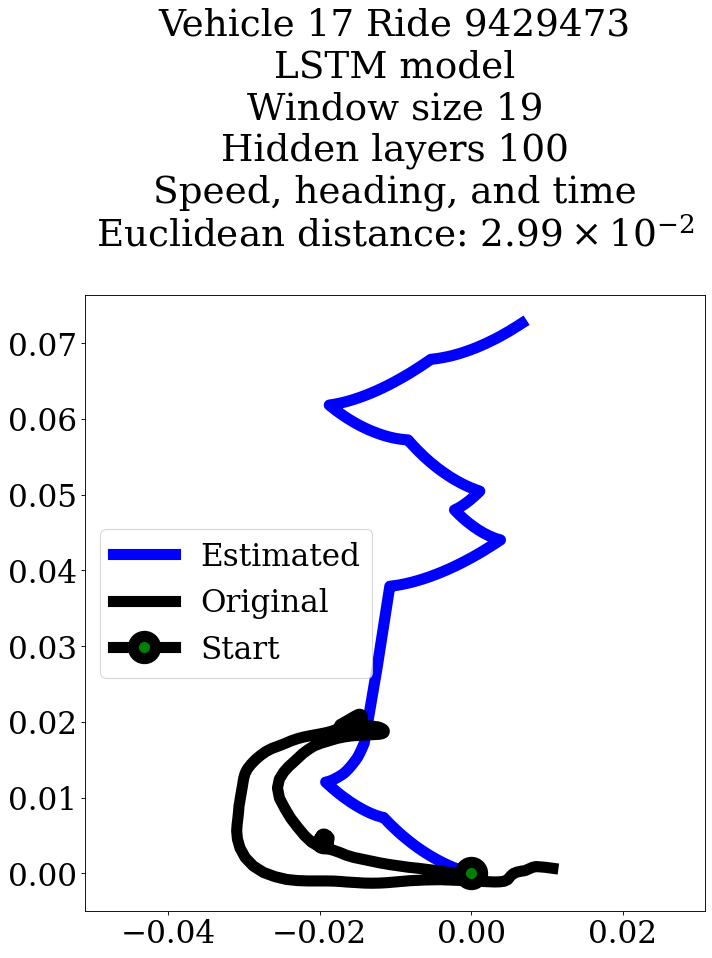 Vehicle 17 Ride 9429473
LSTM model
Window size 19
Hidden layers 100
Speed, heading, and time
Euclidean distance: 2.99 × 10⁻²
0.07
0.06
0.05
0.04
0.03
0.02
0.01
0.00
Estimated
Original
Start
−0.04 −0.02 0.00 0.02